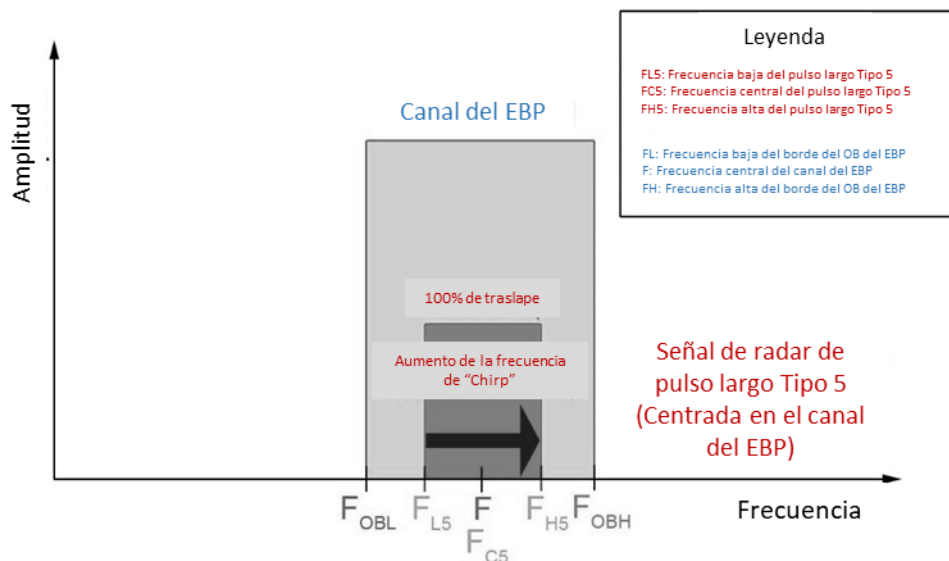 Leyenda
FL5: Frecuencia baja del pulso largo Tipo 5
FC5: Frecuencia central del pulso largo Tipo 5
FH5: Frecuencia alta del pulso largo Tipo 5
FL: Frecuencia baja del borde del OB del EBP
F: Frecuencia central del canal del EBP
FH: Frecuencia alta del borde del OB del EBP
Amplitud
Canal del EBP
100% de traslape
Aumento de la frecuencia
de “Chirp”
Señal de radar de
pulso largo Tipo 5
(Centrada en el canal
del EBP)
FOBL FL5 F FH5 FOBH
FC5
Frecuencia